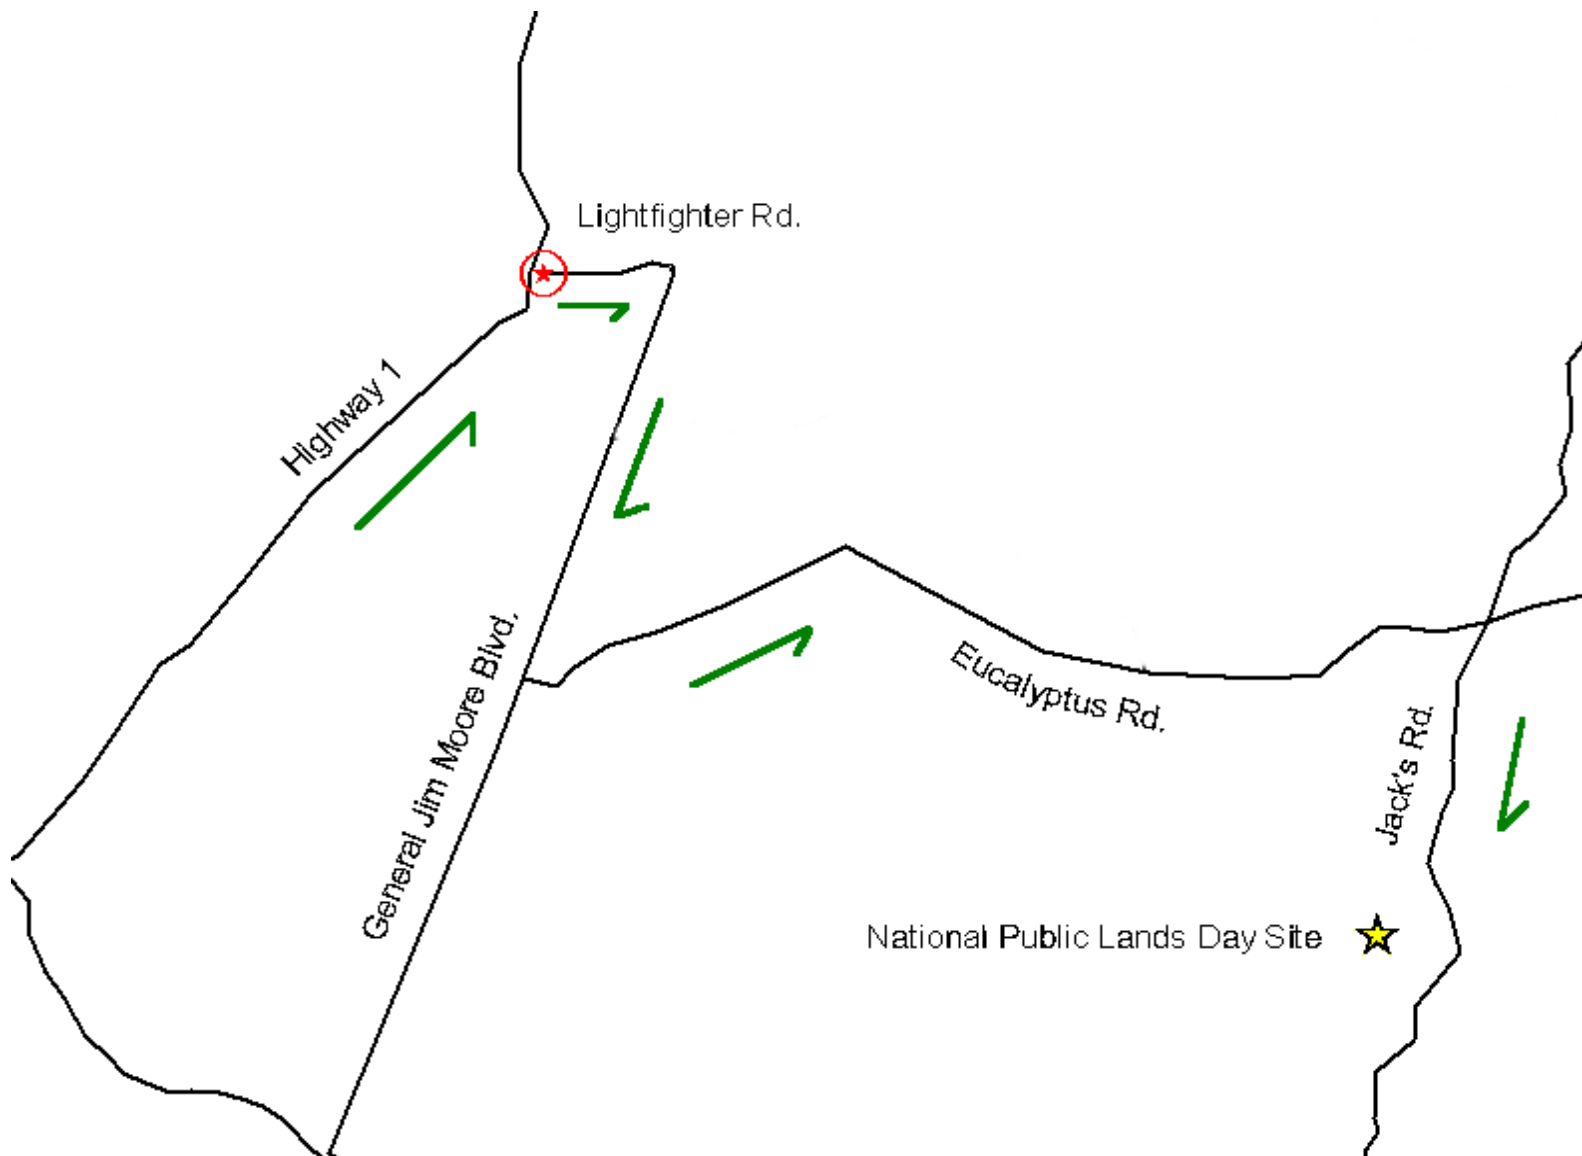 Lightfighter Rd.
Highway 1
General Jim Moore Blvd.
Eucalyptus Rd.
Jack's Rd.
National Public Lands Day Site